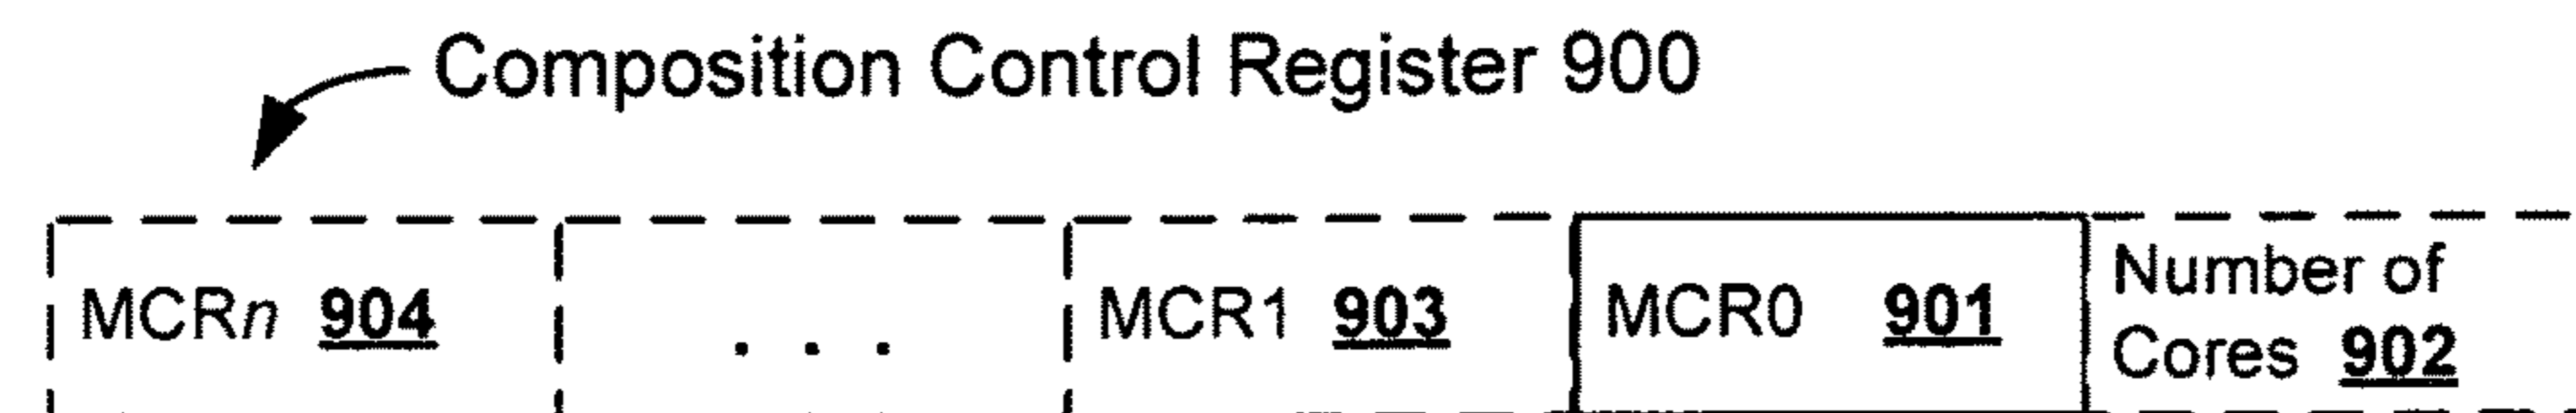 Composition Control Register 900
MCRn 904 . . . MCR1 903 MCR0 901 Number of
Cores 902